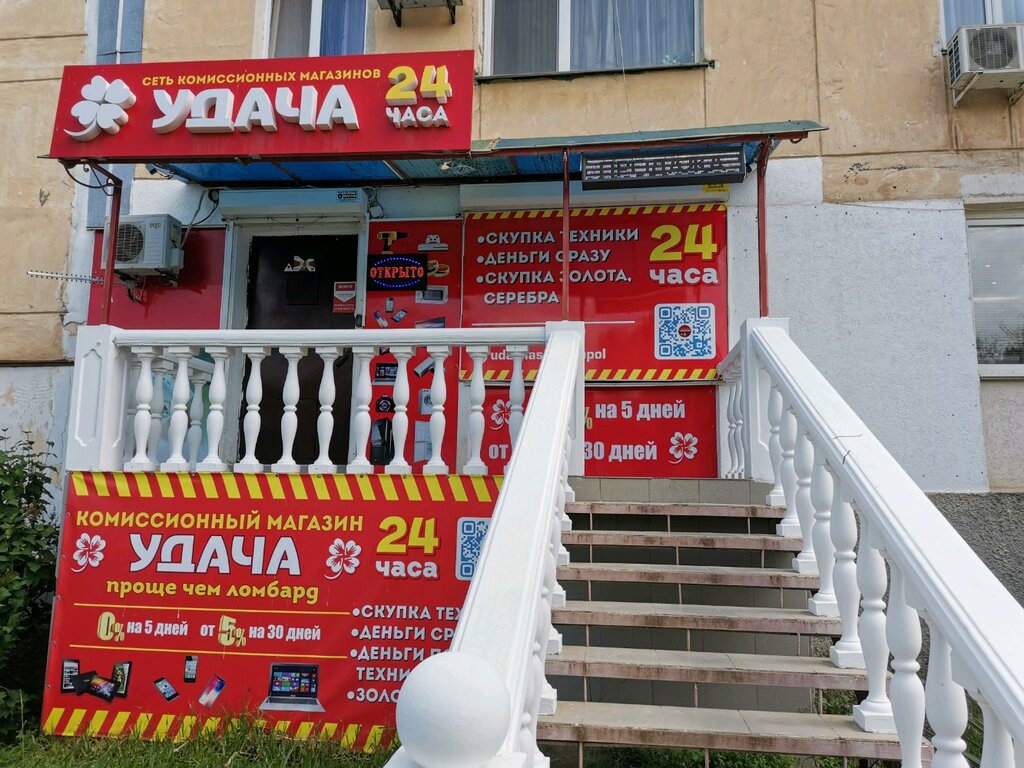 СЕТЬ КОМИССИОННЫХ МАГАЗИНОВ
УДАЧА
24
ЧАСА
ОТКРЫТО
•СКУПКА ТЕХНИКИ
•ДЕНЬГИ СРАЗУ
•СКУПКА ЗОЛОТА,
СЕРЕБРА
24
часа
на 5 дней
от
30 дней
КОМИССИОННЫЙ МАГАЗИН
УДАЧА
проще чем ломбард
24
часа
0% на 5 дней от 5% на 30 дней
•СКУПКА ТЕХ
•ДЕНЬГИ СР
•ДЕНЬГИ П
ТЕХНИ
•ЗОЛО